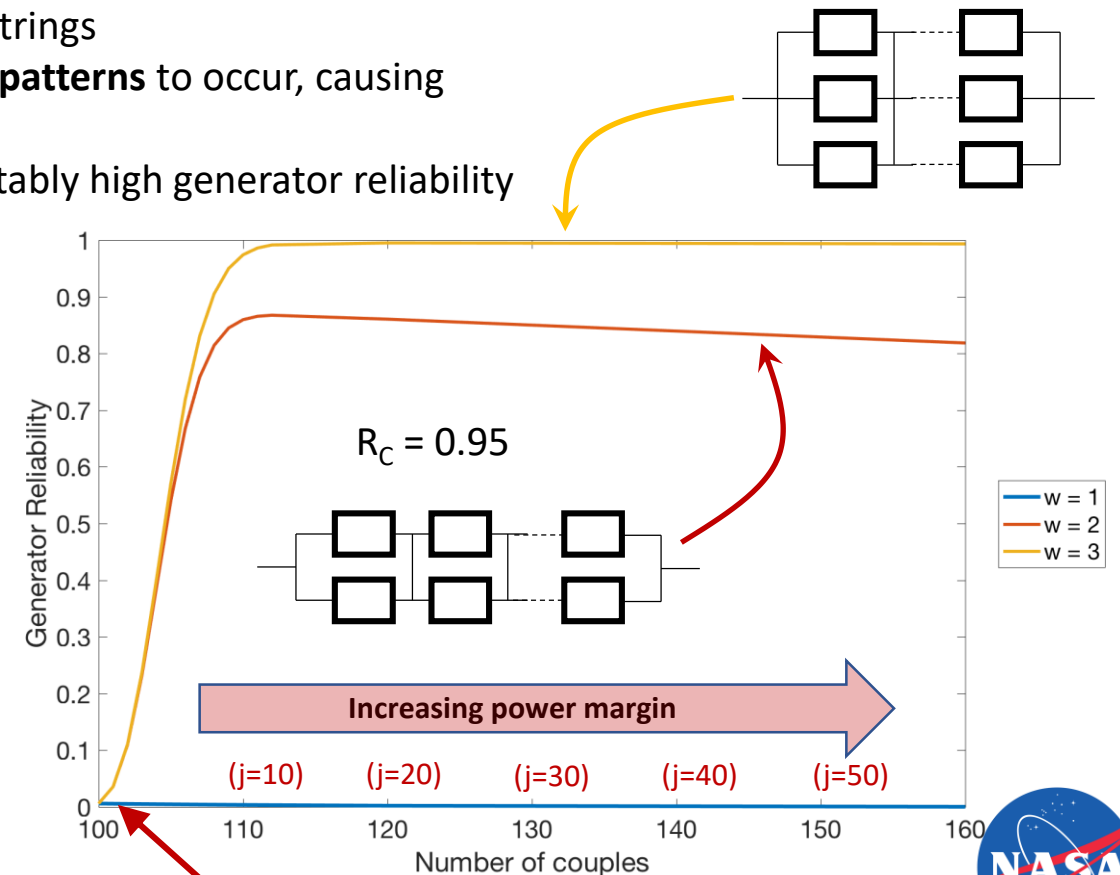 trings
patterns to occur, causing
tably high generator reliability
1
0.9
0.8
0.7
0.6
0.5
0.4
0.3
0.2
0.1
0
Generator Reliability
R_C = 0.95
w = 1
w = 2
w = 3
Increasing power margin
(j=10) (j=20) (j=30) (j=40) (j=50)
100 110 120 130 140 150 160
Number of couples
NASA